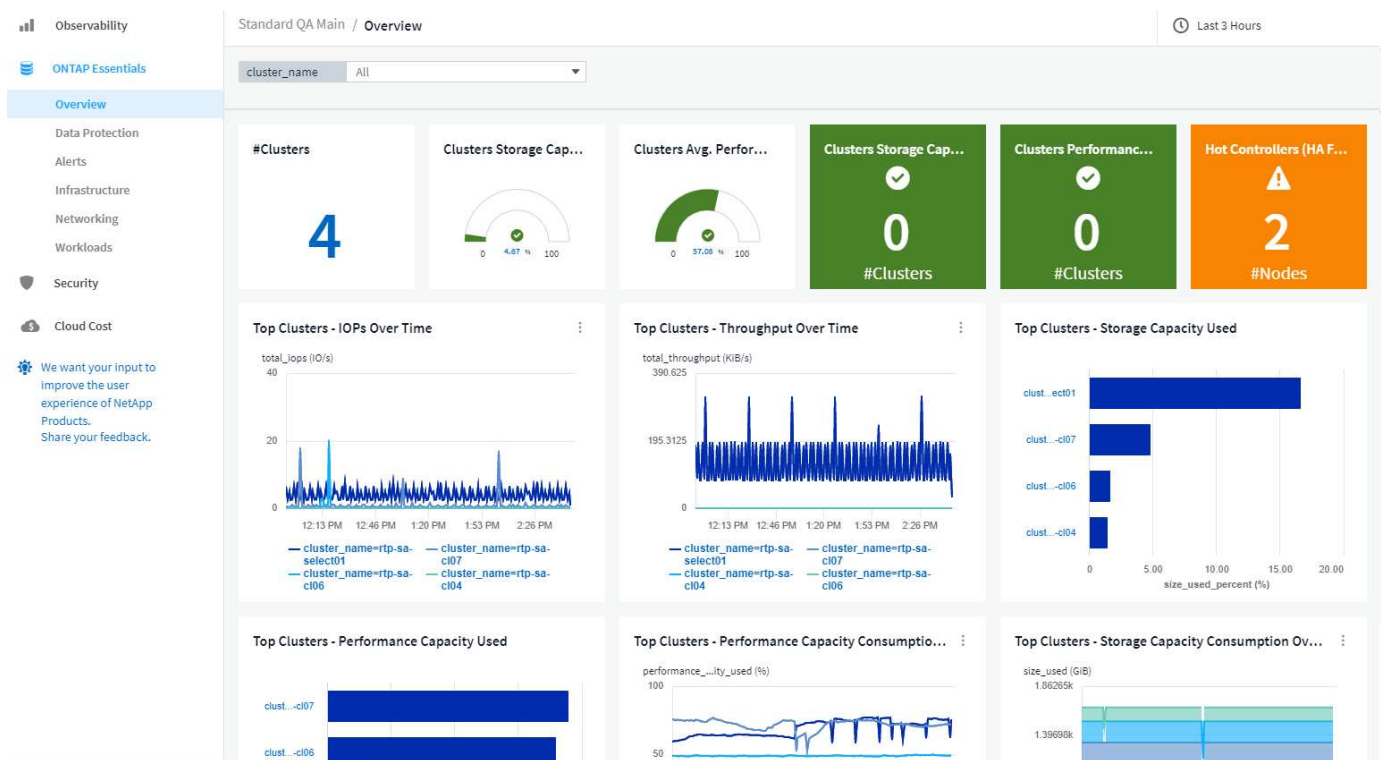 Observability
ONTAP Essentials
Overview
Data Protection
Alerts
Infrastructure
Networking
Workloads
Security
Cloud Cost
We want your input to
improve the user
experience of NetApp
Products.
Share your feedback.
Standard QA Main / Overview
Last 3 Hours
cluster_name All
#Clusters
4
Clusters Storage Cap...
4.67 %
0 100
Clusters Avg. Perfor...
57.08 %
0 100
Clusters Storage Cap...
0
#Clusters
Clusters Performanc...
0
#Clusters
Hot Controllers (HA F...
2
#Nodes
Top Clusters - IOPs Over Time
total_iops (IO/s)
40
20
0
12:13 PM 12:46 PM 1:20 PM 1:53 PM 2:26 PM
cluster_name=rtp-sa-select01
cluster_name=rtp-sa-cl07
cluster_name=rtp-sa-cl06
cluster_name=rtp-sa-cl04
Top Clusters - Throughput Over Time
total_throughput (KiB/s)
390.625
195.3125
0
12:13 PM 12:46 PM 1:20 PM 1:53 PM 2:26 PM
cluster_name=rtp-sa-select01
cluster_name=rtp-sa-cl07
cluster_name=rtp-sa-cl04
cluster_name=rtp-sa-cl06
Top Clusters - Storage Capacity Used
clust...ect01
clust...-cl07
clust...-cl06
clust...-cl04
0 5.00 10.00 15.00 20.00
size_used_percent (%)
Top Clusters - Performance Capacity Used
clust...-cl07
clust...-cl06
Top Clusters - Performance Capacity Consumptio...
performance_...ity_used (%)
100
50
Top Clusters - Storage Capacity Consumption Ov...
size_used (GiB)
1.86265k
1.39698k